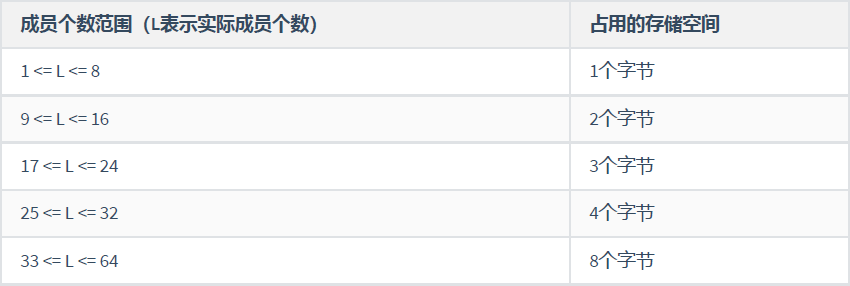 成员个数范围（L表示实际成员个数） 占用的存储空间
1 <= L <= 8 1个字节
9 <= L <= 16 2个字节
17 <= L <= 24 3个字节
25 <= L <= 32 4个字节
33 <= L <= 64 8个字节